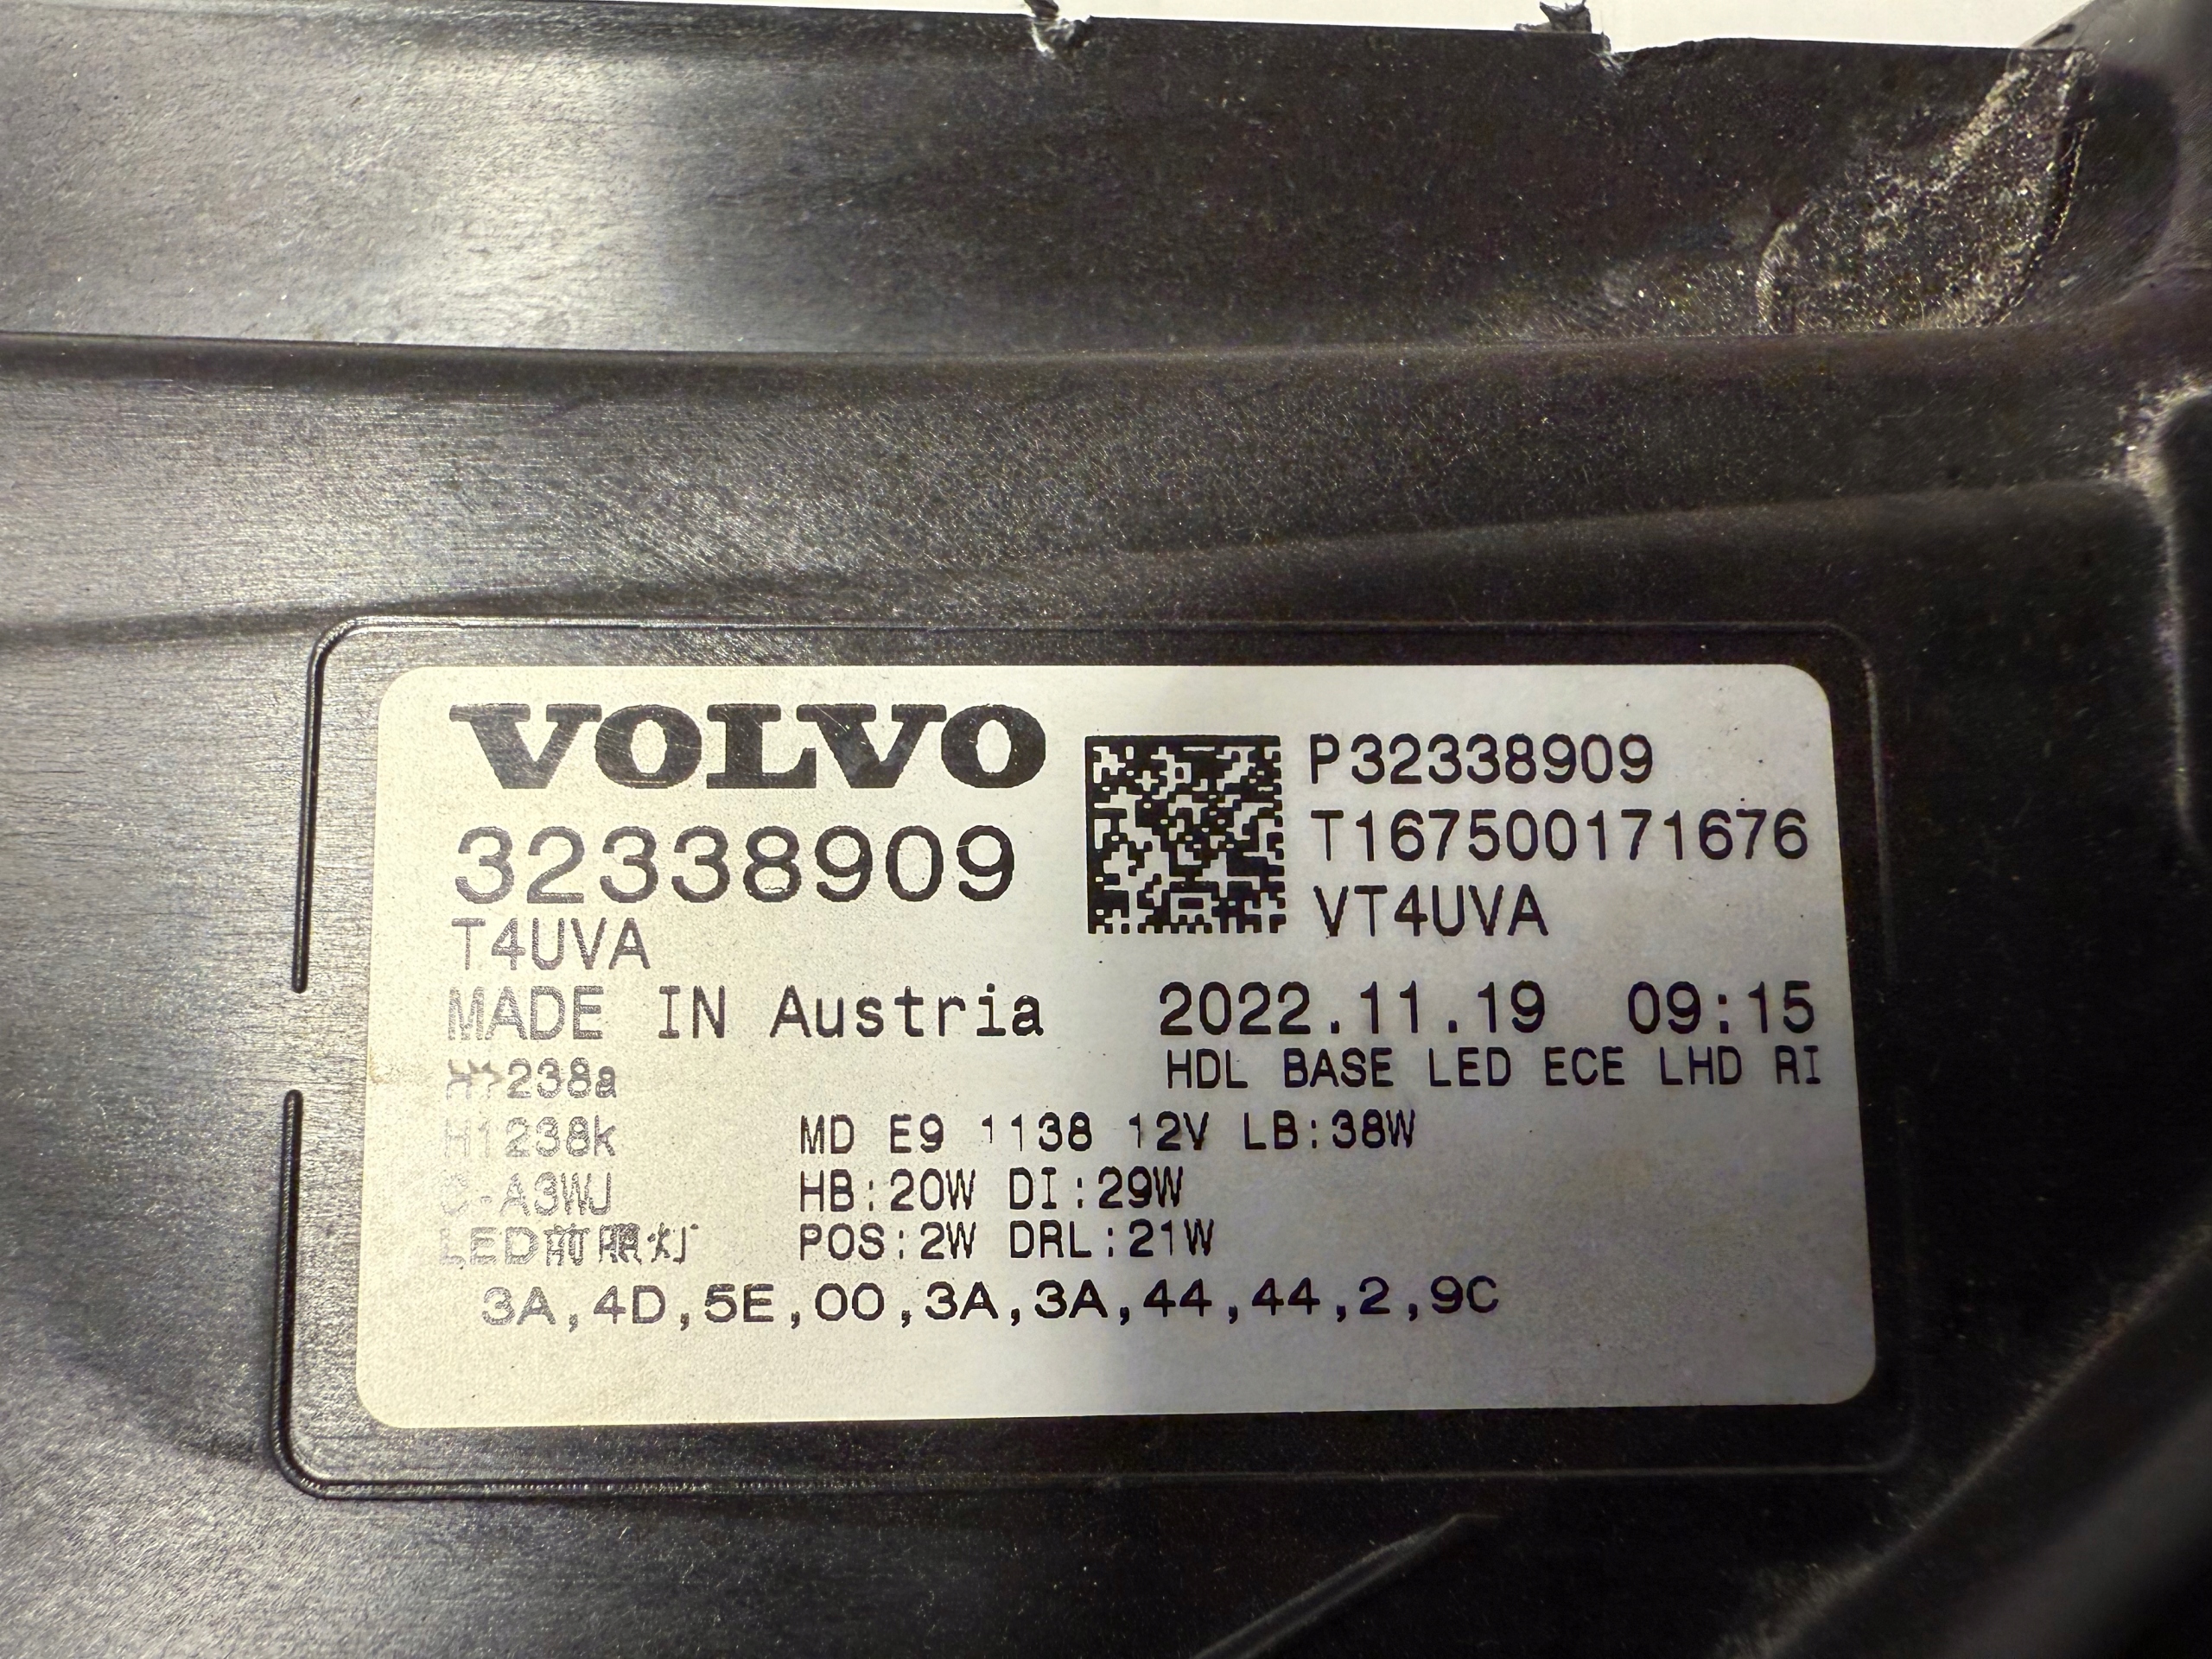 VOLVO
32338909
T4UVA
P32338909
T167500171676
VT4UVA
MADE IN Austria 2022.11.19 09:15
H1238a HDL BASE LED ECE LHD RI
H1238k MD E9 1138 12V LB:38W
C-A3WJ HB:20W DI:29W
LED前照灯 POS:2W DRL:21W
3A,4D,5E,00,3A,3A,44,44,2,9C